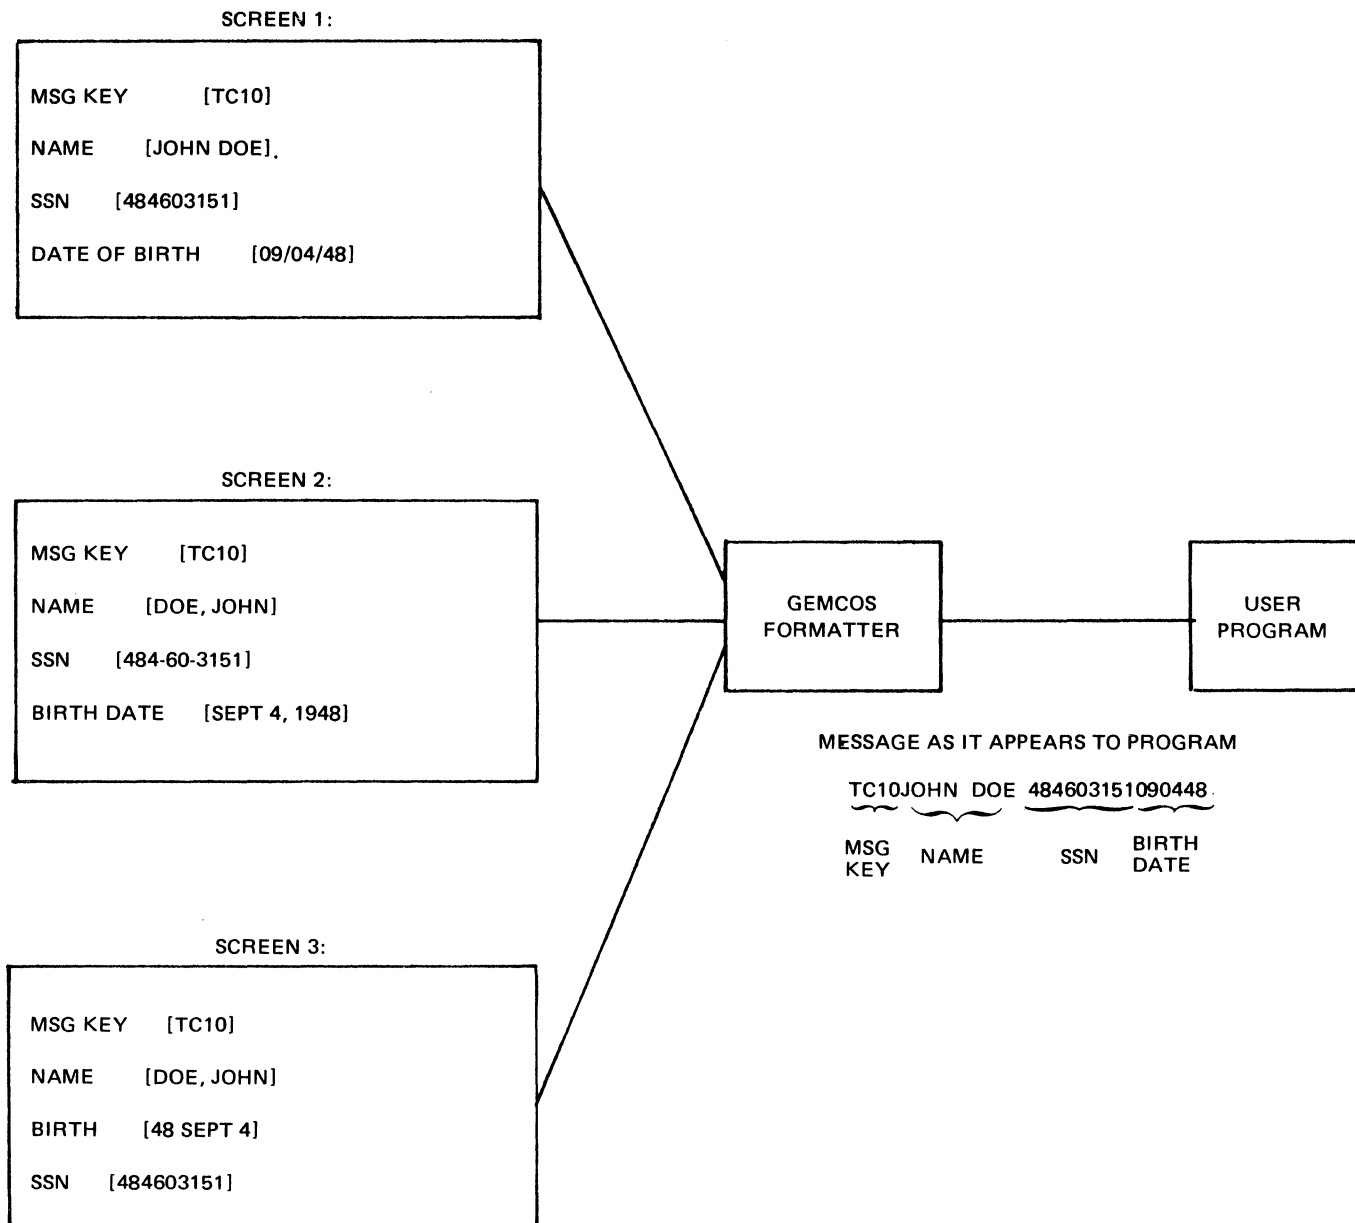 SCREEN 1:
MSG KEY [TC10]
NAME [JOHN DOE].
SSN [484603151]
DATE OF BIRTH [09/04/48]
SCREEN 2:
MSG KEY [TC10]
NAME [DOE, JOHN]
SSN [484-60-3151]
BIRTH DATE [SEPT 4, 1948]
GEMCOS
FORMATTER
USER
PROGRAM
MESSAGE AS IT APPEARS TO PROGRAM
TC10JOHN DOE 484603151090448
MSG
KEY
NAME
SSN
BIRTH
DATE
SCREEN 3:
MSG KEY [TC10]
NAME [DOE, JOHN]
BIRTH [48 SEPT 4]
SSN [484603151]